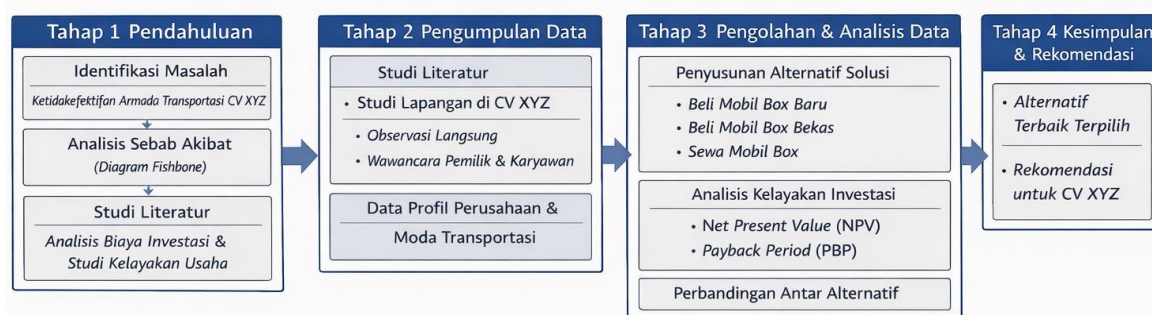 Tahap 1 Pendahuluan
Identifikasi Masalah
Ketidakefektifan Armada Transportasi CV XYZ
Analisis Sebab Akibat
(Diagram Fishbone)
Studi Literatur
Analisis Biaya Investasi &
Studi Kelayakan Usaha
Tahap 2 Pengumpulan Data
Studi Literatur
• Studi Lapangan di CV XYZ
• Observasi Langsung
• Wawancara Pemilik & Karyawan
Data Profil Perusahaan &
Moda Transportasi
Tahap 3 Pengolahan & Analisis Data
Penyusunan Alternatif Solusi
• Beli Mobil Box Baru
• Beli Mobil Box Bekas
• Sewa Mobil Box
Analisis Kelayakan Investasi
• Net Present Value (NPV)
• Payback Period (PBP)
Perbandingan Antar Alternatif
Tahap 4 Kesimpulan
& Rekomendasi
• Alternatif
Terbaik Terpilih
• Rekomendasi
untuk CV XYZ